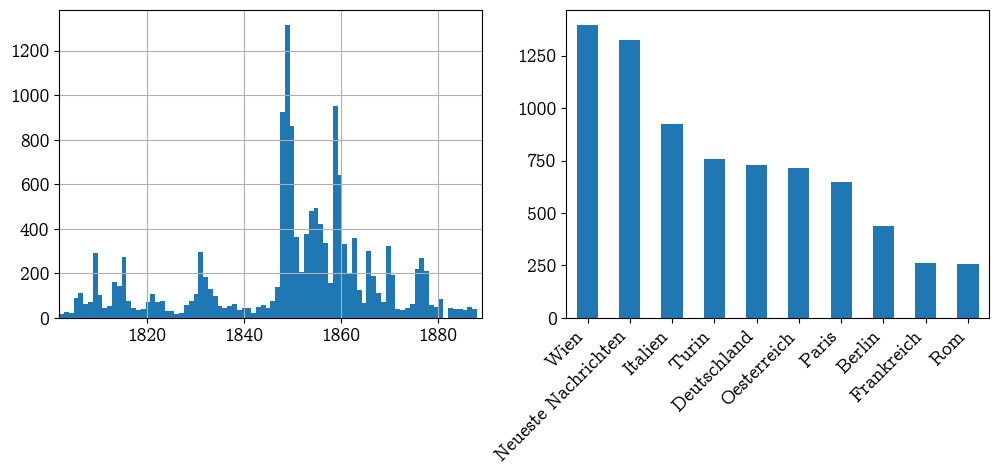 1200
1000
800
600
400
200
0
1820 1840 1860 1880
1250
1000
750
500
250
0
Wien
Neueste Nachrichten
Italien
Turin
Deutschland
Oesterreich
Paris
Berlin
Frankreich
Rom